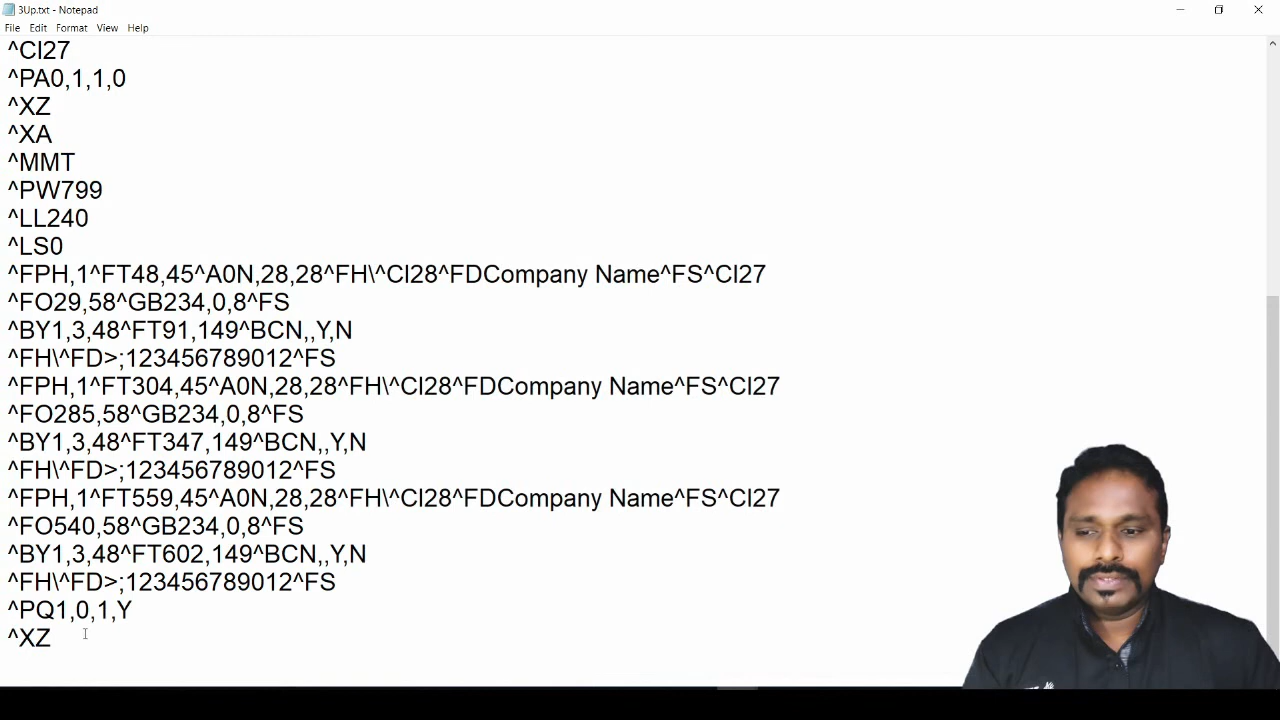 3Up.txt - Notepad
File Edit Format View Help
^CI27
^PA0,1,1,0
^XZ
^XA
^MMT
^PW799
^LL240
^LS0
^FPH,1^FT48,45^A0N,28,28^FH\^CI28^FDCompany Name^FS^CI27
^FO29,58^GB234,0,8^FS
^BY1,3,48^FT91,149^BCN,,Y,N
^FH\^FD>;123456789012^FS
^FPH,1^FT304,45^A0N,28,28^FH\^CI28^FDCompany Name^FS^CI27
^FO285,58^GB234,0,8^FS
^BY1,3,48^FT347,149^BCN,,Y,N
^FH\^FD>;123456789012^FS
^FPH,1^FT559,45^A0N,28,28^FH\^CI28^FDCompany Name^FS^CI27
^FO540,58^GB234,0,8^FS
^BY1,3,48^FT602,149^BCN,,Y,N
^FH\^FD>;123456789012^FS
^PQ1,0,1,Y
^XZ